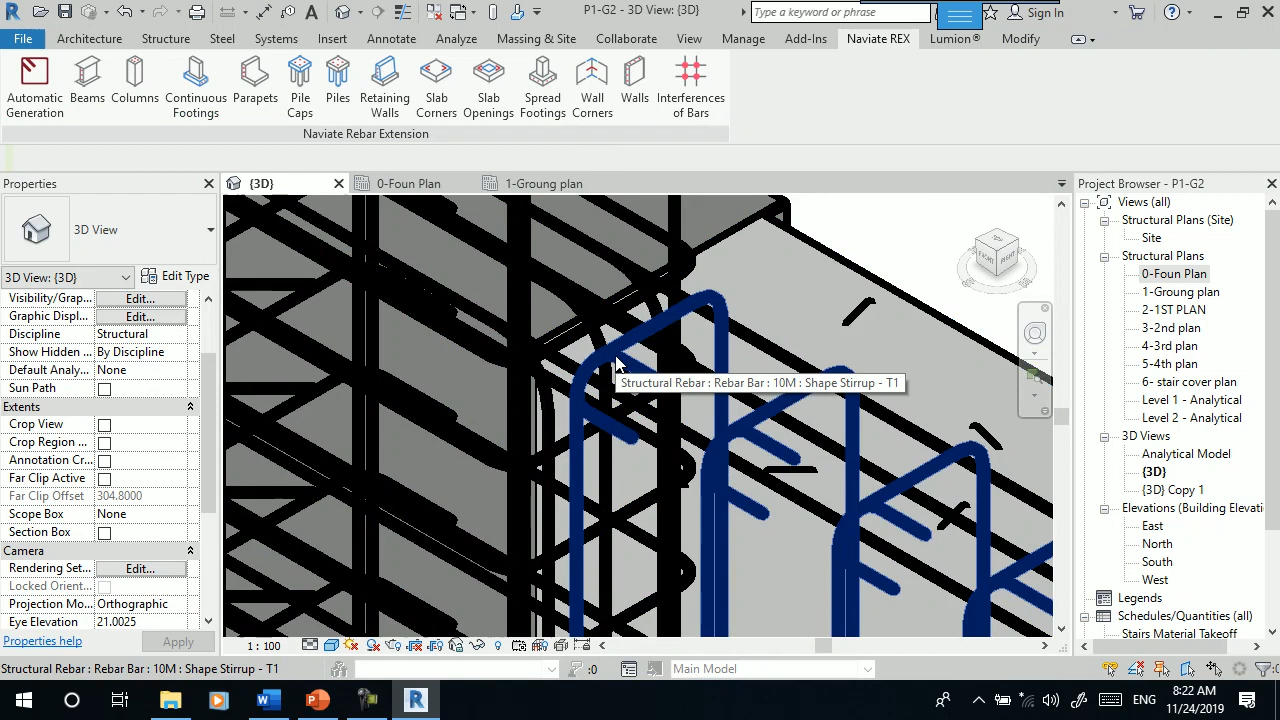 P1-G2 - 3D View: {3D}
Type a keyword or phrase
Sign In
File
Architecture
Structure
Steel
Systems
Insert
Annotate
Analyze
Massing & Site
Collaborate
View
Manage
Add-Ins
Naviate REX
Lumion®
Modify
Automatic
Generation
Beams
Columns
Continuous
Footings
Parapets
Pile
Caps
Piles
Retaining
Walls
Slab
Corners
Slab
Openings
Spread
Footings
Wall
Corners
Walls
Interferences
of Bars
Naviate Rebar Extension
Properties
3D View
3D View: {3D}
Edit Type
Visibility/Grap...
Edit...
Graphic Displ...
Edit...
Discipline
Structural
Show Hidden ...
By Discipline
Default Analy...
None
Sun Path
Extents
Crop View
Crop Region ...
Annotation Cr...
Far Clip Active
Far Clip Offset
304.8000
Scope Box
None
Section Box
Camera
Rendering Set...
Edit...
Locked Orient...
Projection Mo...
Orthographic
Eye Elevation
21.0025
Properties help
Apply
{3D}
0-Foun Plan
1-Groung plan
TOP
FRONT
RIGHT
Structural Rebar : Rebar Bar : 10M : Shape Stirrup - T1
1 : 100
Project Browser - P1-G2
Views (all)
Structural Plans (Site)
Site
Structural Plans
0-Foun Plan
1-Groung plan
2-1ST PLAN
3-2nd plan
4-3rd plan
5-4th plan
6- stair cover plan
Level 1 - Analytical
Level 2 - Analytical
3D Views
Analytical Model
{3D}
{3D} Copy 1
Elevations (Building Elevati
East
North
South
West
Legends
Schedules/Quantities (all)
Stairs Material Takeoff
Structural Rebar : Rebar Bar : 10M : Shape Stirrup - T1
:0
Main Model
:0
ENG
8:22 AM
11/24/2019